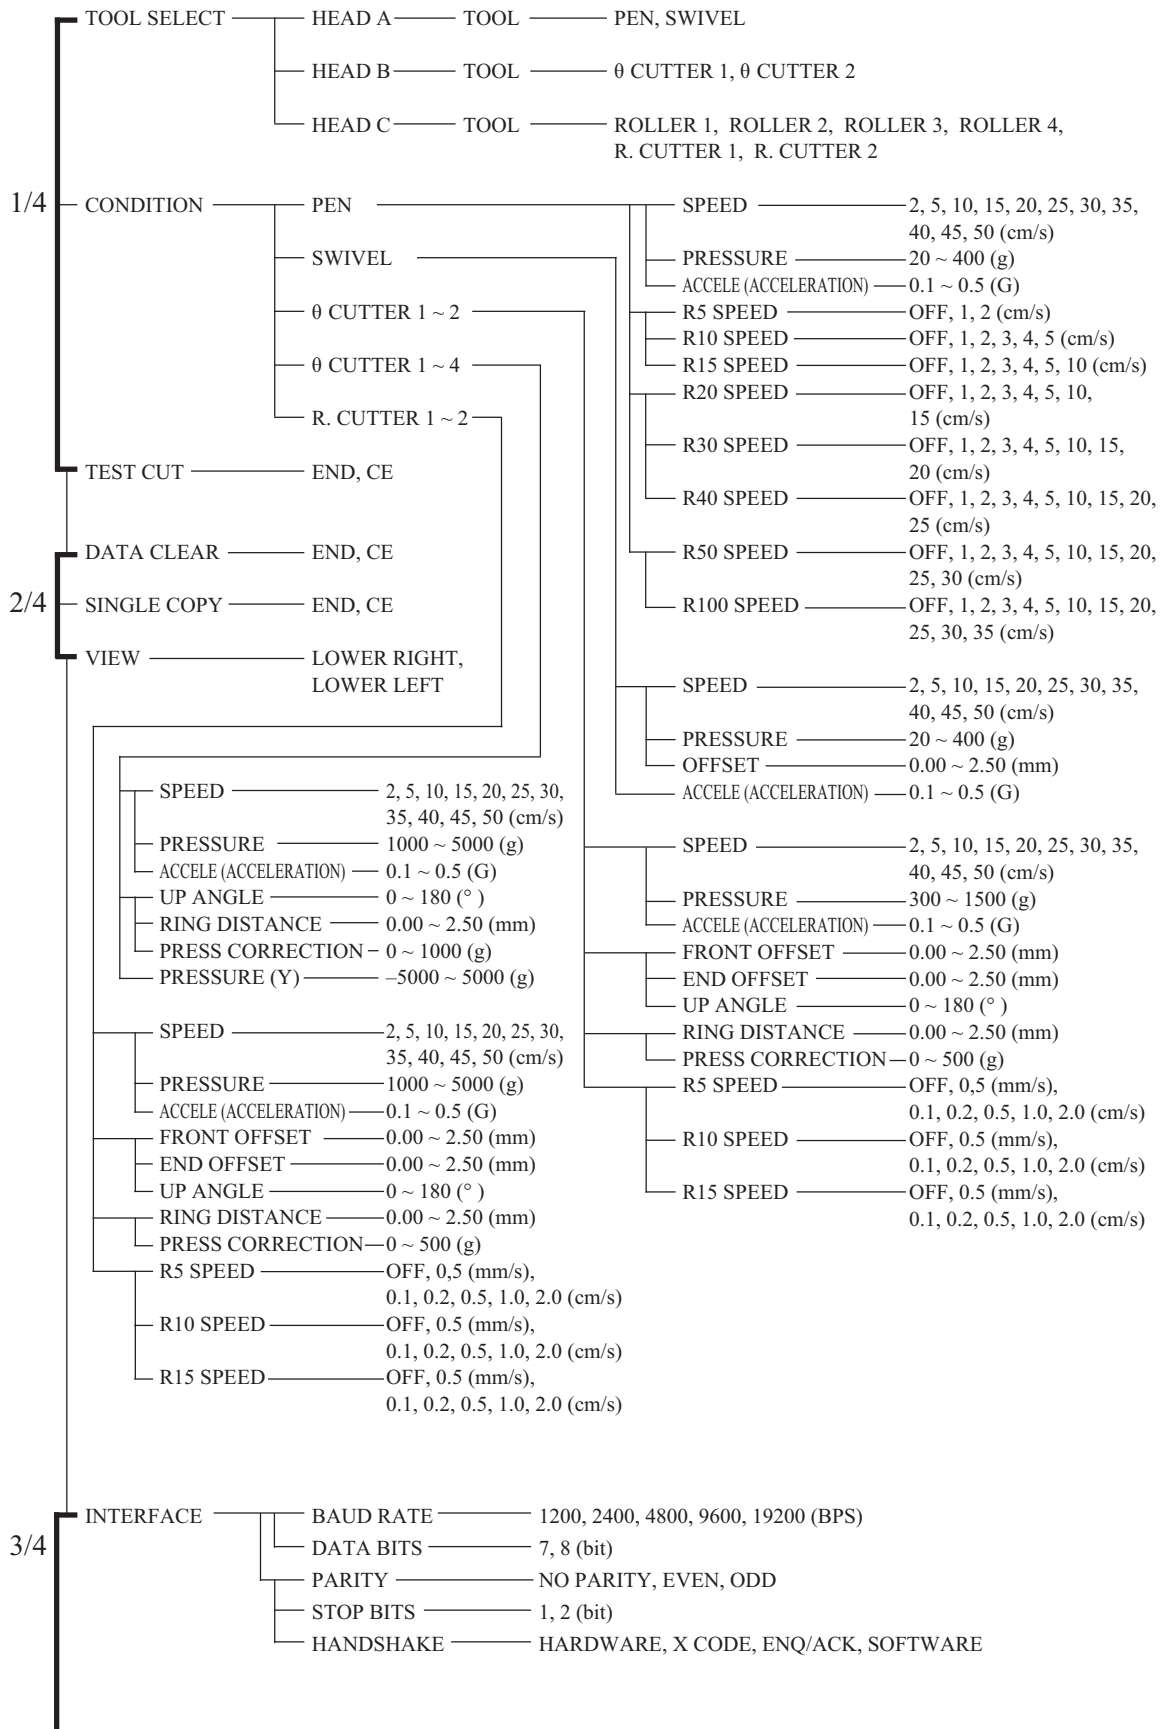 TOOL SELECT HEAD A TOOL PEN, SWIVEL
HEAD B TOOL θ CUTTER 1, θ CUTTER 2
HEAD C TOOL ROLLER 1, ROLLER 2, ROLLER 3, ROLLER 4,
R. CUTTER 1, R. CUTTER 2
1/4 CONDITION PEN SPEED 2, 5, 10, 15, 20, 25, 30, 35,
40, 45, 50 (cm/s)
SWIVEL PRESSURE 20 ~ 400 (g)
ACCELE (ACCELERATION) 0.1 ~ 0.5 (G)
θ CUTTER 1 ~ 2 R5 SPEED OFF, 1, 2 (cm/s)
R10 SPEED OFF, 1, 2, 3, 4, 5 (cm/s)
θ CUTTER 1 ~ 4 R15 SPEED OFF, 1, 2, 3, 4, 5, 10 (cm/s)
R20 SPEED OFF, 1, 2, 3, 4, 5, 10,
R. CUTTER 1 ~ 2 15 (cm/s)
R30 SPEED OFF, 1, 2, 3, 4, 5, 10, 15,
TEST CUT END, CE 20 (cm/s)
R40 SPEED OFF, 1, 2, 3, 4, 5, 10, 15, 20,
25 (cm/s)
DATA CLEAR END, CE R50 SPEED OFF, 1, 2, 3, 4, 5, 10, 15, 20,
25, 30 (cm/s)
2/4 SINGLE COPY END, CE R100 SPEED OFF, 1, 2, 3, 4, 5, 10, 15, 20,
25, 30, 35 (cm/s)
VIEW LOWER RIGHT,
LOWER LEFT SPEED 2, 5, 10, 15, 20, 25, 30, 35,
40, 45, 50 (cm/s)
PRESSURE 20 ~ 400 (g)
OFFSET 0.00 ~ 2.50 (mm)
ACCELE (ACCELERATION) 0.1 ~ 0.5 (G)
SPEED 2, 5, 10, 15, 20, 25, 30,
35, 40, 45, 50 (cm/s)
PRESSURE 1000 ~ 5000 (g)
ACCELE (ACCELERATION) 0.1 ~ 0.5 (G)
UP ANGLE 0 ~ 180 (° )
RING DISTANCE 0.00 ~ 2.50 (mm)
PRESS CORRECTION 0 ~ 1000 (g)
PRESSURE (Y) –5000 ~ 5000 (g)
SPEED 2, 5, 10, 15, 20, 25, 30, 35,
40, 45, 50 (cm/s)
PRESSURE 300 ~ 1500 (g)
ACCELE (ACCELERATION) 0.1 ~ 0.5 (G)
FRONT OFFSET 0.00 ~ 2.50 (mm)
END OFFSET 0.00 ~ 2.50 (mm)
UP ANGLE 0 ~ 180 (° )
RING DISTANCE 0.00 ~ 2.50 (mm)
PRESS CORRECTION 0 ~ 500 (g)
R5 SPEED OFF, 0,5 (mm/s),
0.1, 0.2, 0.5, 1.0, 2.0 (cm/s)
R10 SPEED OFF, 0.5 (mm/s),
0.1, 0.2, 0.5, 1.0, 2.0 (cm/s)
R15 SPEED OFF, 0.5 (mm/s),
0.1, 0.2, 0.5, 1.0, 2.0 (cm/s)
SPEED 2, 5, 10, 15, 20, 25, 30,
35, 40, 45, 50 (cm/s)
PRESSURE 1000 ~ 5000 (g)
ACCELE (ACCELERATION) 0.1 ~ 0.5 (G)
FRONT OFFSET 0.00 ~ 2.50 (mm)
END OFFSET 0.00 ~ 2.50 (mm)
UP ANGLE 0 ~ 180 (° )
RING DISTANCE 0.00 ~ 2.50 (mm)
PRESS CORRECTION 0 ~ 500 (g)
R5 SPEED OFF, 0,5 (mm/s),
0.1, 0.2, 0.5, 1.0, 2.0 (cm/s)
R10 SPEED OFF, 0.5 (mm/s),
0.1, 0.2, 0.5, 1.0, 2.0 (cm/s)
R15 SPEED OFF, 0.5 (mm/s),
0.1, 0.2, 0.5, 1.0, 2.0 (cm/s)
INTERFACE BAUD RATE 1200, 2400, 4800, 9600, 19200 (BPS)
3/4 DATA BITS 7, 8 (bit)
PARITY NO PARITY, EVEN, ODD
STOP BITS 1, 2 (bit)
HANDSHAKE HARDWARE, X CODE, ENQ/ACK, SOFTWARE